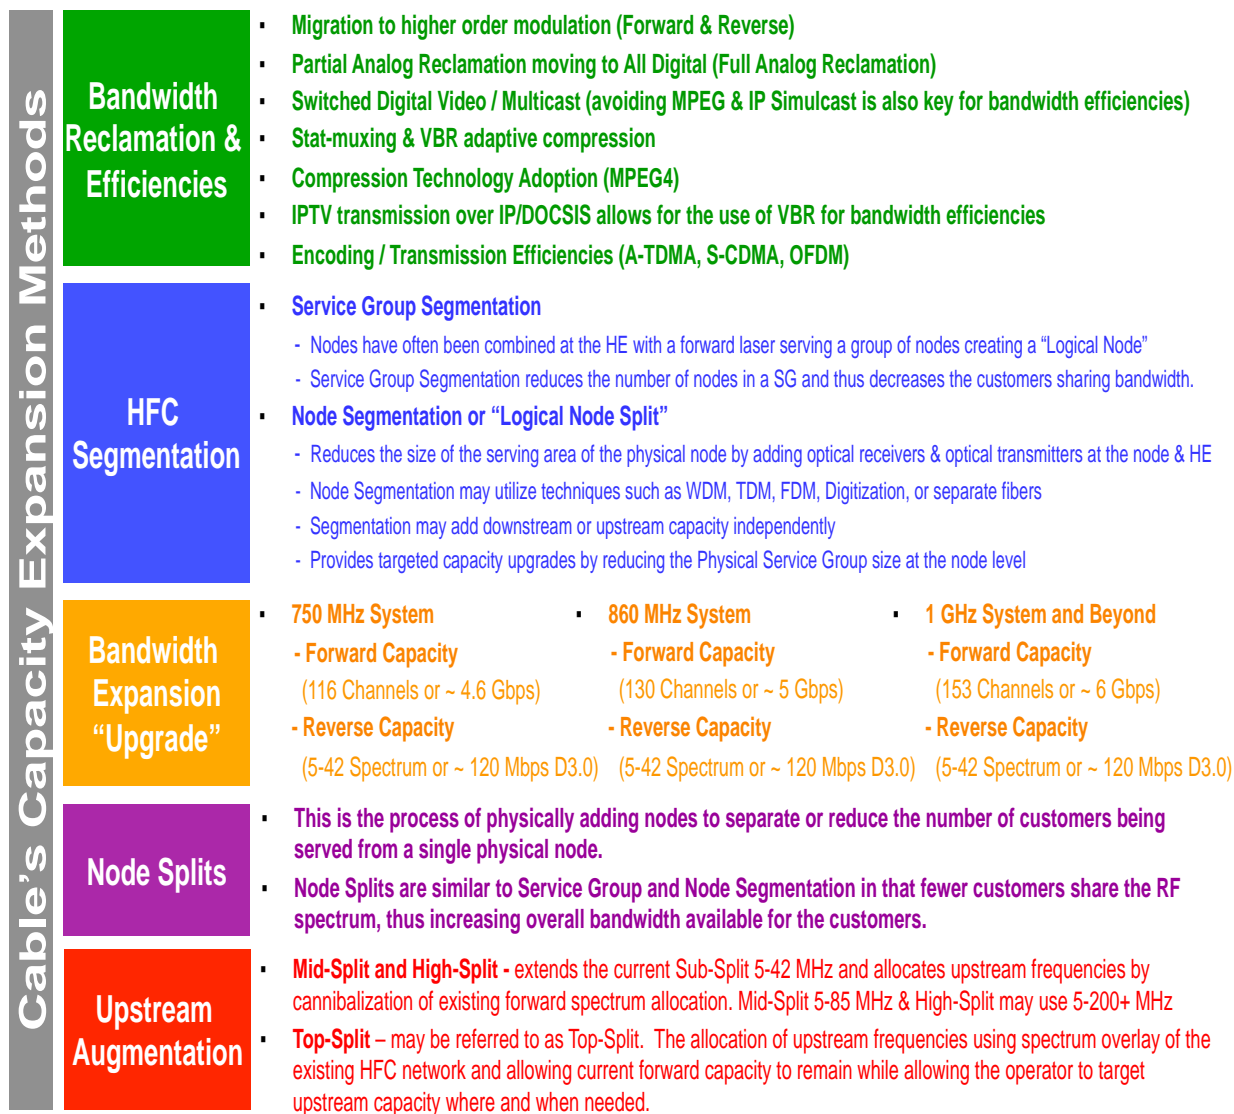 Cable's Capacity Expansion Methods
Bandwidth
Reclamation &
Efficiencies
▪ Migration to higher order modulation (Forward & Reverse)
▪ Partial Analog Reclamation moving to All Digital (Full Analog Reclamation)
▪ Switched Digital Video / Multicast (avoiding MPEG & IP Simulcast is also key for bandwidth efficiencies)
▪ Stat-muxing & VBR adaptive compression
▪ Compression Technology Adoption (MPEG4)
▪ IPTV transmission over IP/DOCSIS allows for the use of VBR for bandwidth efficiencies
▪ Encoding / Transmission Efficiencies (A-TDMA, S-CDMA, OFDM)
HFC
Segmentation
▪ Service Group Segmentation
- Nodes have often been combined at the HE with a forward laser serving a group of nodes creating a “Logical Node”
- Service Group Segmentation reduces the number of nodes in a SG and thus decreases the customers sharing bandwidth.
▪ Node Segmentation or “Logical Node Split”
- Reduces the size of the serving area of the physical node by adding optical receivers & optical transmitters at the node & HE
- Node Segmentation may utilize techniques such as WDM, TDM, FDM, Digitization, or separate fibers
- Segmentation may add downstream or upstream capacity independently
- Provides targeted capacity upgrades by reducing the Physical Service Group size at the node level
Bandwidth
Expansion
“Upgrade”
▪ 750 MHz System
- Forward Capacity
(116 Channels or ~ 4.6 Gbps)
- Reverse Capacity
(5-42 Spectrum or ~ 120 Mbps D3.0)
▪ 860 MHz System
- Forward Capacity
(130 Channels or ~ 5 Gbps)
- Reverse Capacity
(5-42 Spectrum or ~ 120 Mbps D3.0)
▪ 1 GHz System and Beyond
- Forward Capacity
(153 Channels or ~ 6 Gbps)
- Reverse Capacity
(5-42 Spectrum or ~ 120 Mbps D3.0)
Node Splits
▪ This is the process of physically adding nodes to separate or reduce the number of customers being
served from a single physical node.
▪ Node Splits are similar to Service Group and Node Segmentation in that fewer customers share the RF
spectrum, thus increasing overall bandwidth available for the customers.
Upstream
Augmentation
▪ Mid-Split and High-Split - extends the current Sub-Split 5-42 MHz and allocates upstream frequencies by
cannibalization of existing forward spectrum allocation. Mid-Split 5-85 MHz & High-Split may use 5-200+ MHz
▪ Top-Split – may be referred to as Top-Split. The allocation of upstream frequencies using spectrum overlay of the
existing HFC network and allowing current forward capacity to remain while allowing the operator to target
upstream capacity where and when needed.